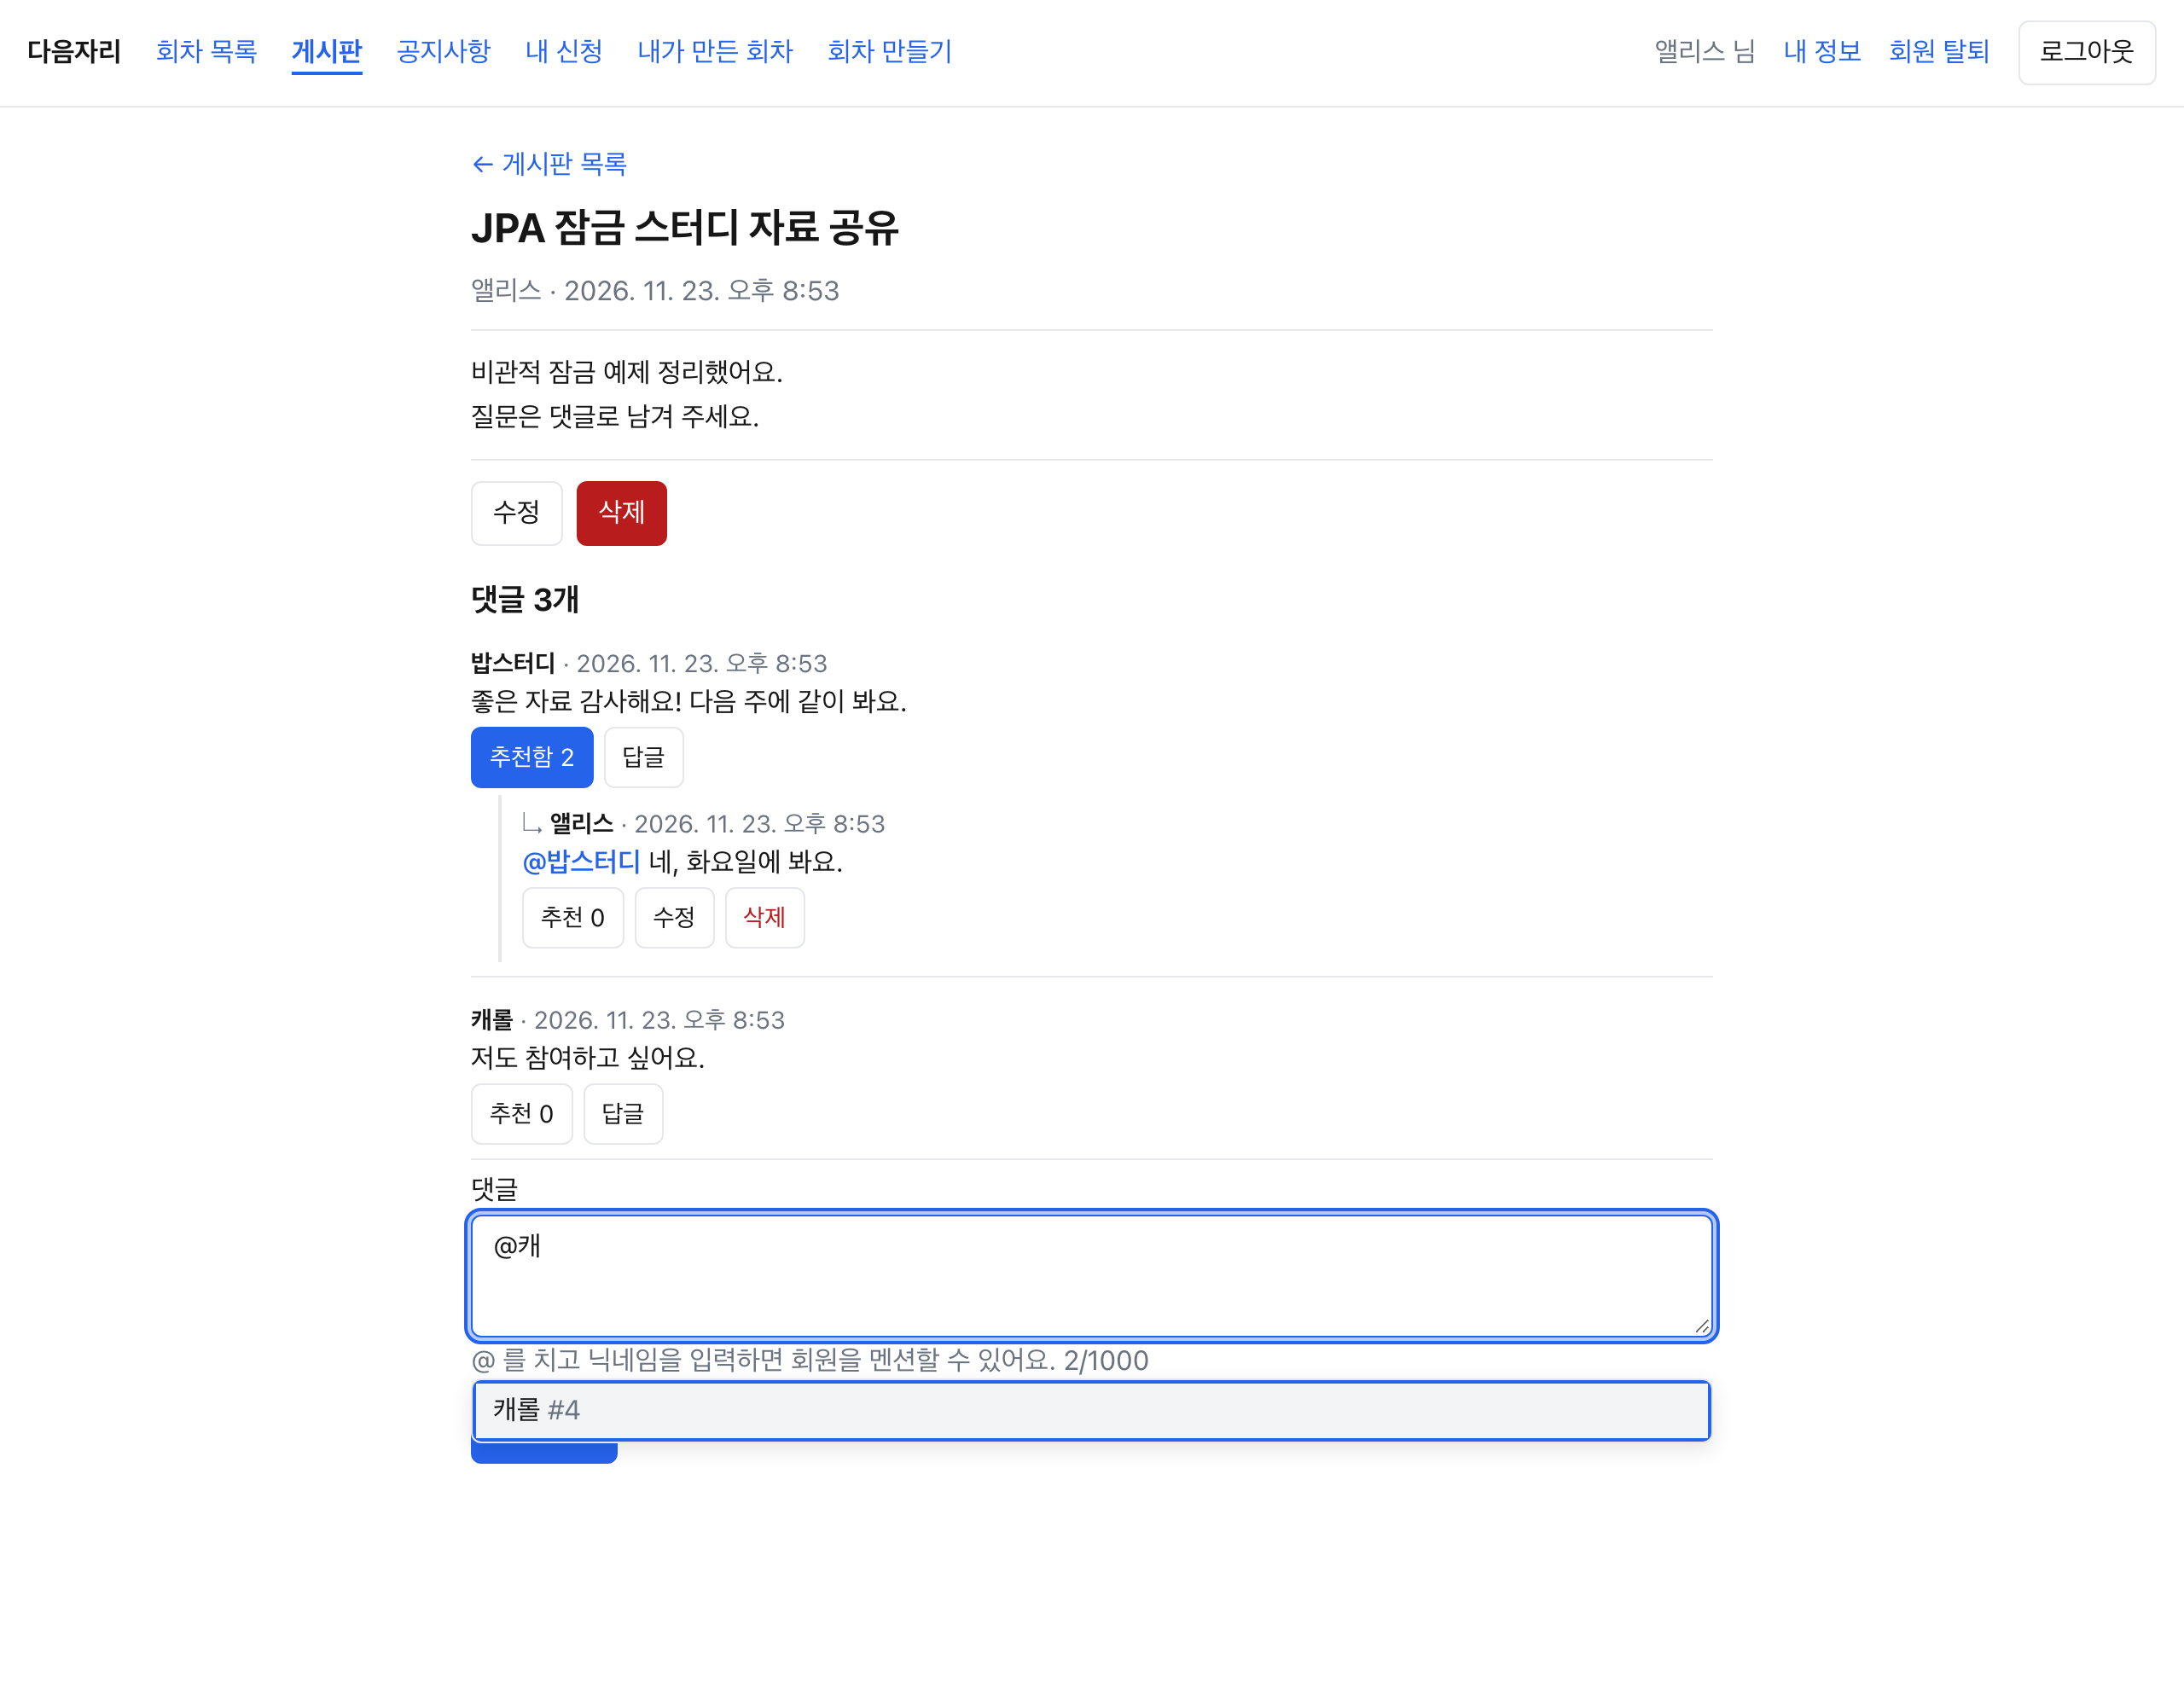 다음자리 회차 목록 게시판 공지사항 내 신청 내가 만든 회차 회차 만들기 앨리스 님 내 정보 회원 탈퇴 로그아웃
← 게시판 목록
JPA 잠금 스터디 자료 공유
앨리스 · 2026. 11. 23. 오후 8:53
비관적 잠금 예제 정리했어요.
질문은 댓글로 남겨 주세요.
수정 삭제
댓글 3개
밥스터디 · 2026. 11. 23. 오후 8:53
좋은 자료 감사해요! 다음 주에 같이 봐요.
추천함 2 답글
앨리스 · 2026. 11. 23. 오후 8:53
@밥스터디 네, 화요일에 봐요.
추천 0 수정 삭제
캐롤 · 2026. 11. 23. 오후 8:53
저도 참여하고 싶어요.
추천 0 답글
댓글
@캐
@ 를 치고 닉네임을 입력하면 회원을 멘션할 수 있어요. 2/1000
캐롤 #4